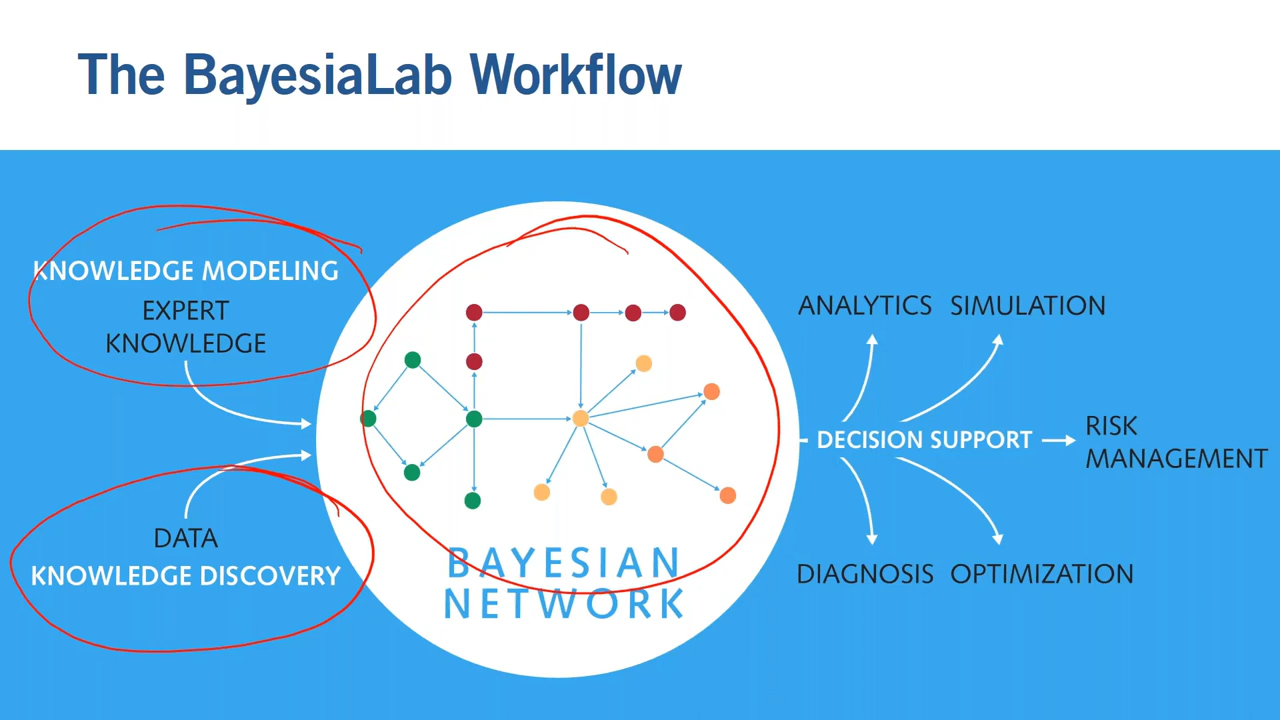 The BayesiaLab Workflow
KNOWLEDGE MODELING
EXPERT
KNOWLEDGE
DATA
KNOWLEDGE DISCOVERY
BAYESIAN
NETWORK
ANALYTICS SIMULATION
DECISION SUPPORT
RISK
MANAGEMENT
DIAGNOSIS OPTIMIZATION